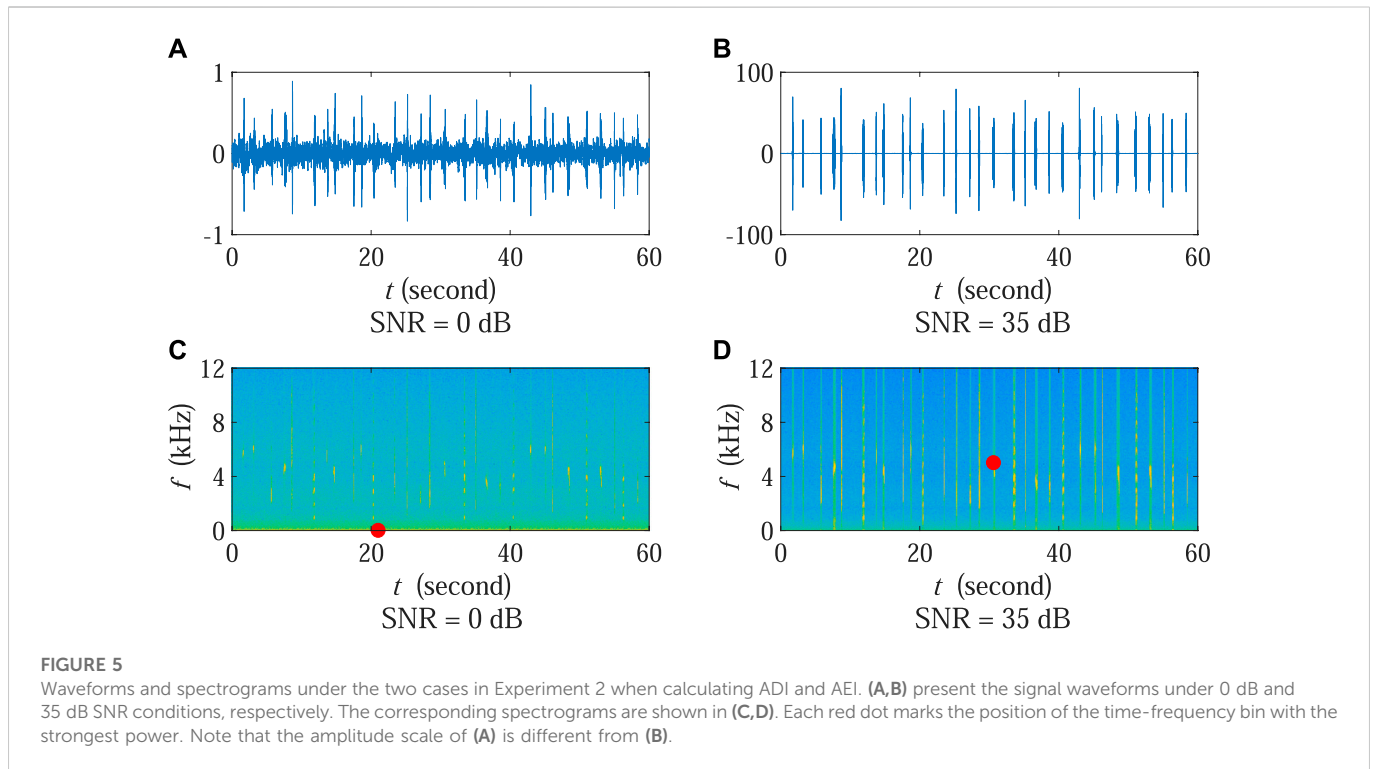 A
B
1
0
-1
0 20 40 60
t (second)
SNR = 0 dB
100
0
-100
0 20 40 60
t (second)
SNR = 35 dB
C
D
12
8
4
0
f (kHz)
0 20 40 60
t (second)
SNR = 0 dB
12
8
4
0
f (kHz)
0 20 40 60
t (second)
SNR = 35 dB
FIGURE 5
Waveforms and spectrograms under the two cases in Experiment 2 when calculating ADI and AEI. (A,B) present the signal waveforms under 0 dB and
35 dB SNR conditions, respectively. The corresponding spectrograms are shown in (C,D). Each red dot marks the position of the time-frequency bin with the
strongest power. Note that the amplitude scale of (A) is different from (B).